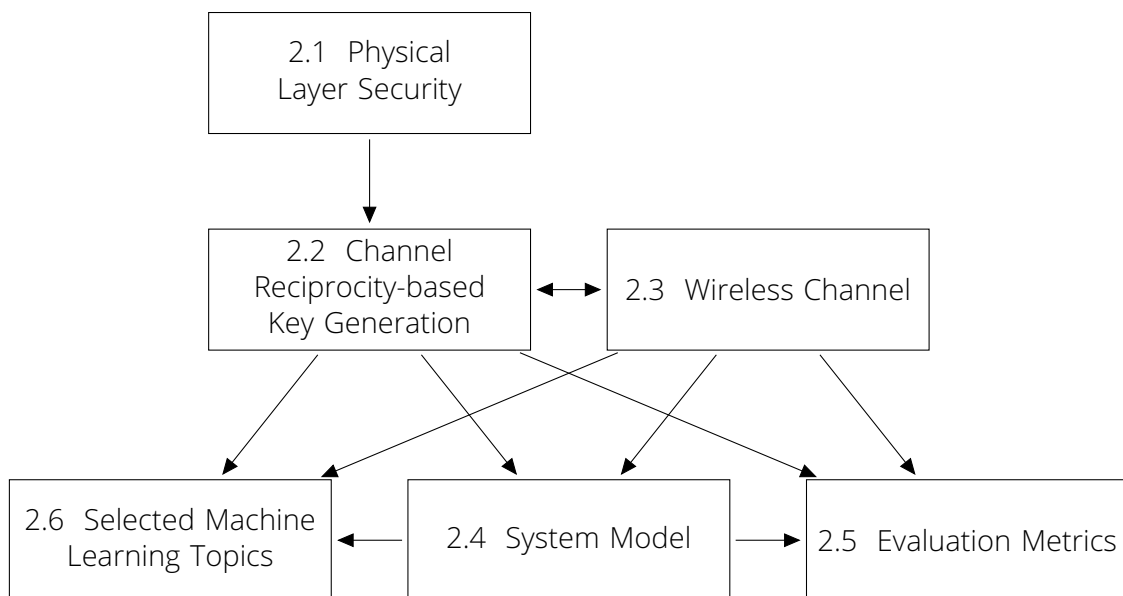 2.1 Physical
Layer Security
2.2 Channel
Reciprocity-based
Key Generation
2.3 Wireless Channel
2.6 Selected Machine
Learning Topics
2.4 System Model
2.5 Evaluation Metrics